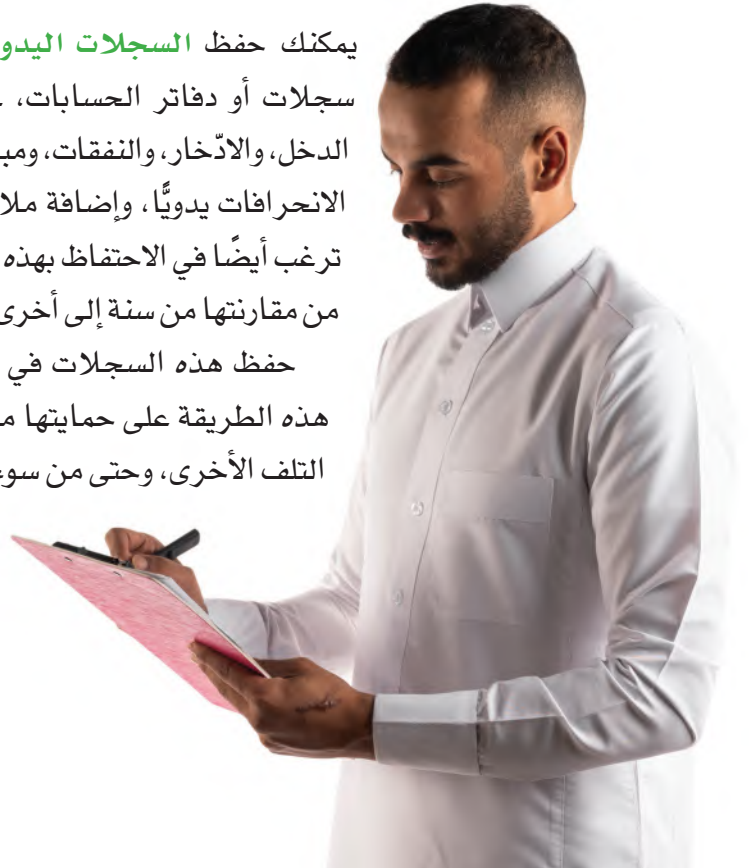 يمكنك حفظ السجلات اليدو
سجلات أو دفاتر الحسابات،
الدخل، والادّخار، والنفقات، ومب
الانحرافات يدويًّا، وإضافة ملا
ترغب أيضًا في الاحتفاظ بهذه
من مقارنتها من سنة إلى أخرى
حفظ هذه السجلات في
هذه الطريقة على حمايتها م
التلف الأخرى، وحتى من سو